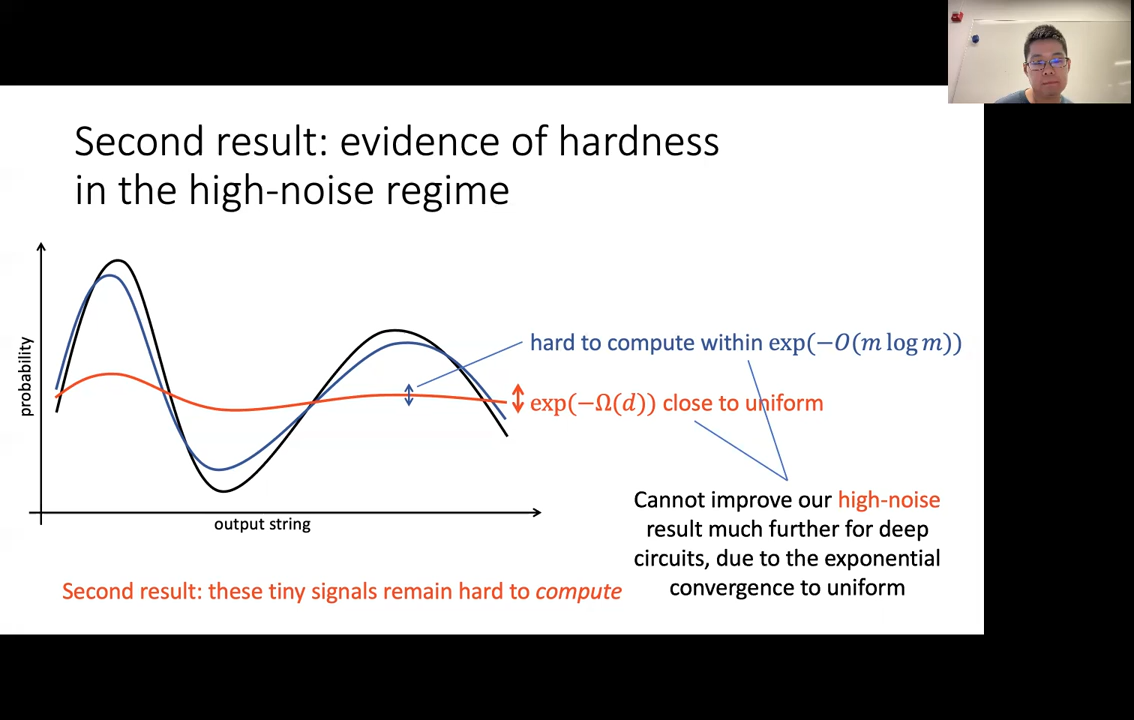 Second result: evidence of hardness
in the high-noise regime
probability
output string
hard to compute within exp(−O(m log m))
exp(−Ω(d)) close to uniform
Cannot improve our high-noise
result much further for deep
circuits, due to the exponential
convergence to uniform
Second result: these tiny signals remain hard to compute